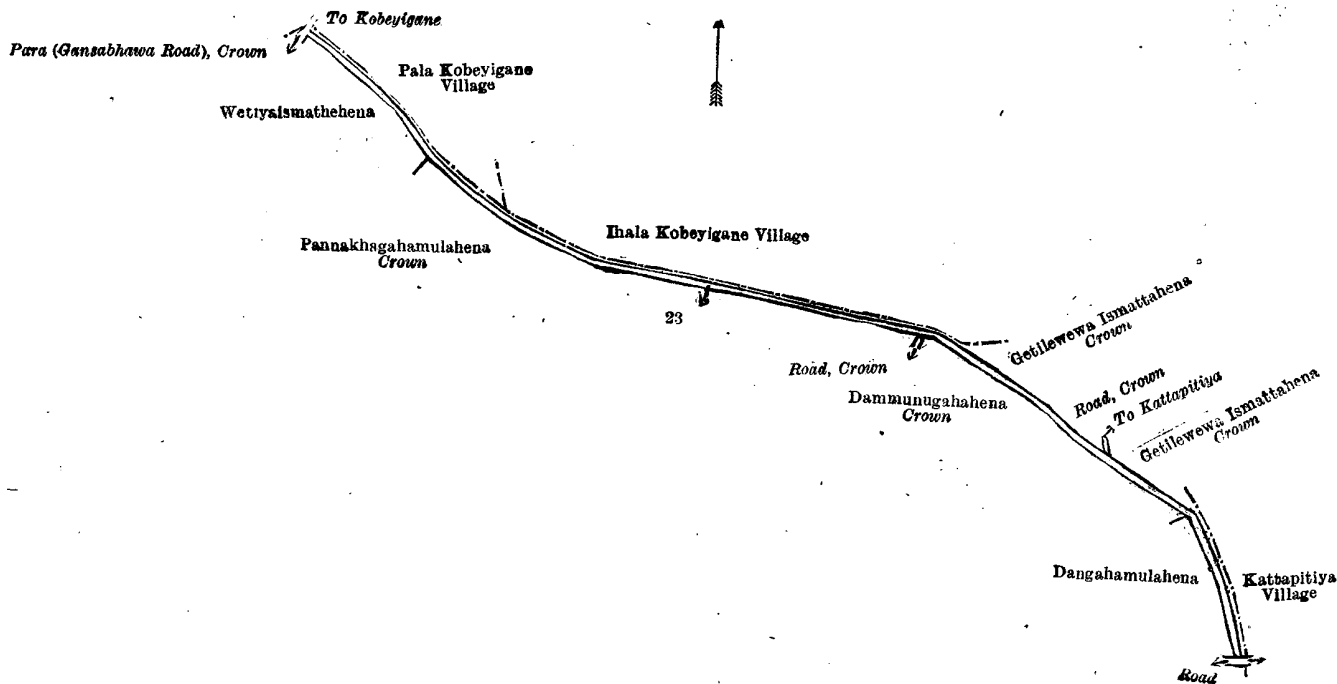 To Kobeyigane
Para (Gansabhawa Road), Crown
Pala Kobeyigane
Village
Wettyaismathehena
Ihala Kobeyigane Village
Pannakhagahamulahena
Crown
23
Getilewewa Ismattahena
Crown
Road, Crown
Dammunugahahena
Crown
Road, Crown
To Kattapitiya
Getilewewa Ismattahena
Crown
Dangahamulahena
Kattapitiya
Village
Road